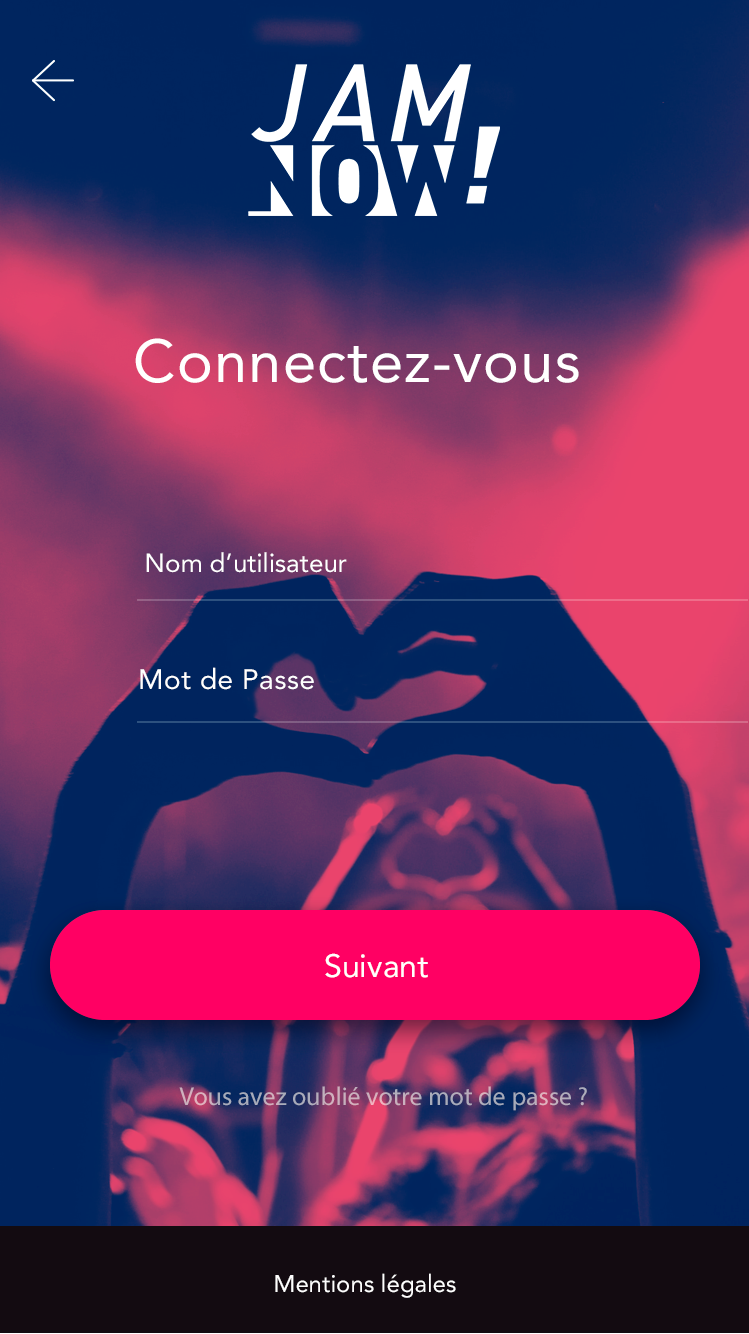 JAM
NOW!
Connectez-vous
Nom d’utilisateur
Mot de Passe
Suivant
Vous avez oublié votre mot de passe ?
Mentions légales